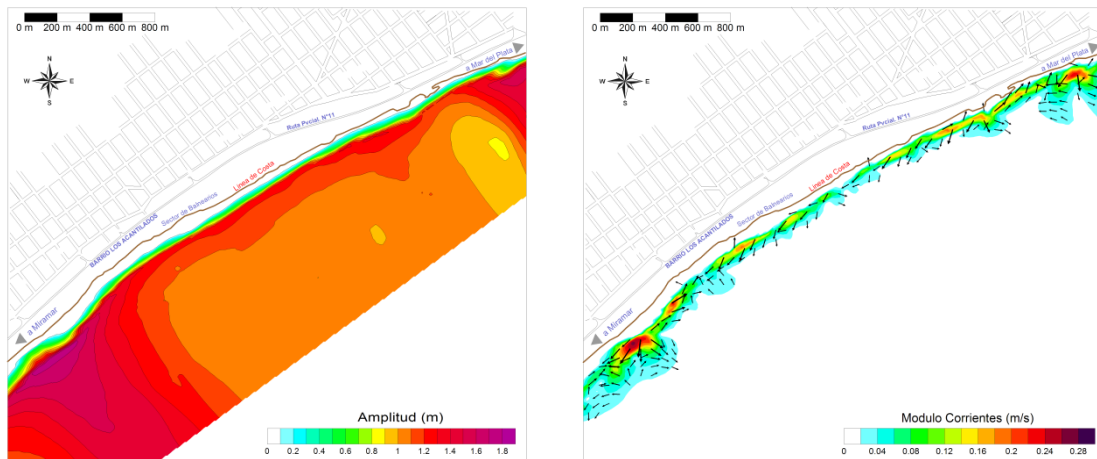 0 m 200 m 400 m 600 m 800 m
N
W E
S
a Mar del Plata
Ruta Pvcial. N°11
Linea de Costa
Sector de Balnearios
BARRIO LOS ACANTILADOS
a Miramar
Amplitud (m)
0 0.2 0.4 0.6 0.8 1 1.2 1.4 1.6 1.8
0 m 200 m 400 m 600 m 800 m
N
W E
S
a Mar del Plata
Ruta Pvcial. N°11
Linea de Costa
Sector de Balnearios
BARRIO LOS ACANTILADOS
a Miramar
Modulo Corrientes (m/s)
0 0.04 0.08 0.12 0.16 0.2 0.24 0.28